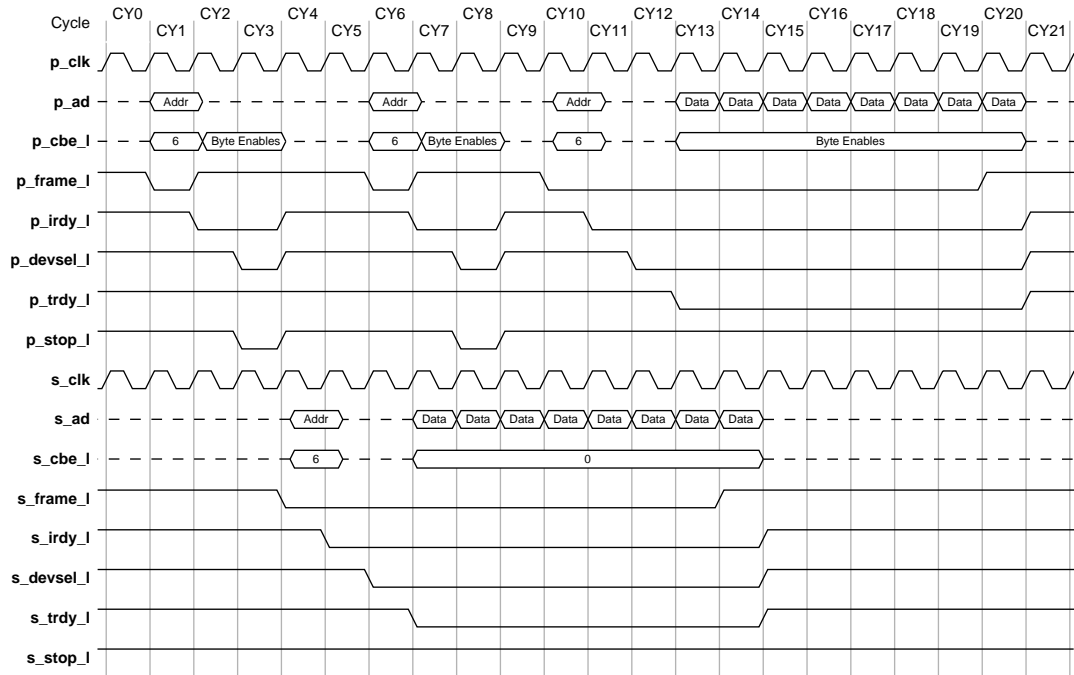 CY0 CY2 CY4 CY6 CY8 CY10 CY12 CY14 CY16 CY18 CY20
Cycle CY1 CY3 CY5 CY7 CY9 CY11 CY13 CY15 CY17 CY19 CY21
p_clk
p_ad Addr Addr Addr Data Data Data Data Data Data Data Data
p_cbe_l 6 Byte Enables 6 Byte Enables 6 Byte Enables
p_frame_l
p_irdy_l
p_devsel_l
p_trdy_l
p_stop_l
s_clk
s_ad Addr Data Data Data Data Data Data Data Data
s_cbe_l 6 0
s_frame_l
s_irdy_l
s_devsel_l
s_trdy_l
s_stop_l